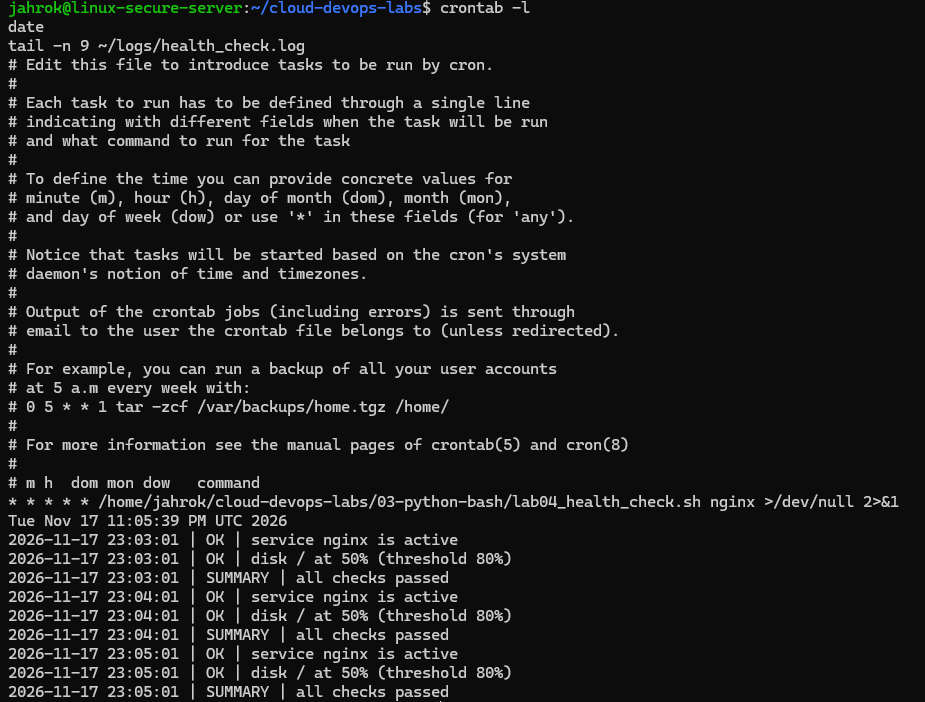 jahrok@linux-secure-server:~/cloud-devops-labs$ crontab -l
date
tail -n 9 ~/logs/health_check.log
# Edit this file to introduce tasks to be run by cron.
#
# Each task to run has to be defined through a single line
# indicating with different fields when the task will be run
# and what command to run for the task
#
# To define the time you can provide concrete values for
# minute (m), hour (h), day of month (dom), month (mon),
# and day of week (dow) or use '*' in these fields (for 'any').
#
# Notice that tasks will be started based on the cron's system
# daemon's notion of time and timezones.
#
# Output of the crontab jobs (including errors) is sent through
# email to the user the crontab file belongs to (unless redirected).
#
# For example, you can run a backup of all your user accounts
# at 5 a.m every week with:
# 0 5 * * 1 tar -zcf /var/backups/home.tgz /home/
#
# For more information see the manual pages of crontab(5) and cron(8)
#
# m h  dom mon dow   command
* * * * * /home/jahrok/cloud-devops-labs/03-python-bash/lab04_health_check.sh nginx >/dev/null 2>&1
Tue Nov 17 11:05:39 PM UTC 2026
2026-11-17 23:03:01 | OK | service nginx is active
2026-11-17 23:03:01 | OK | disk / at 50% (threshold 80%)
2026-11-17 23:03:01 | SUMMARY | all checks passed
2026-11-17 23:04:01 | OK | service nginx is active
2026-11-17 23:04:01 | OK | disk / at 50% (threshold 80%)
2026-11-17 23:04:01 | SUMMARY | all checks passed
2026-11-17 23:05:01 | OK | service nginx is active
2026-11-17 23:05:01 | OK | disk / at 50% (threshold 80%)
2026-11-17 23:05:01 | SUMMARY | all checks passed